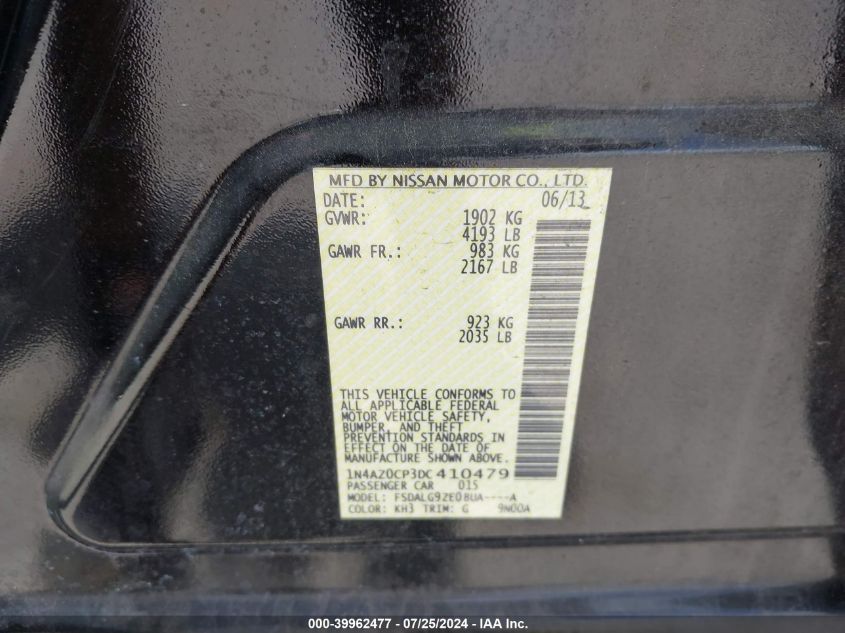 MFD BY NISSAN MOTOR CO., LTD.
DATE: 06/13
GVWR: 1902 KG
4193 LB
GAWR FR.: 983 KG
2167 LB
GAWR RR.: 923 KG
2035 LB
THIS VEHICLE CONFORMS TO
ALL APPLICABLE FEDERAL
MOTOR VEHICLE SAFETY,
BUMPER, AND THEFT
PREVENTION STANDARDS IN
EFFECT ON THE DATE OF
MANUFACTURE SHOWN ABOVE.
1N4AZ0CP3DC410479
PASSENGER CAR 015
MODEL: FSDALG92E08UA----A
COLOR: KH3 TRIM: G 9N00A
000-39962477 - 07/25/2024 - IAA Inc.